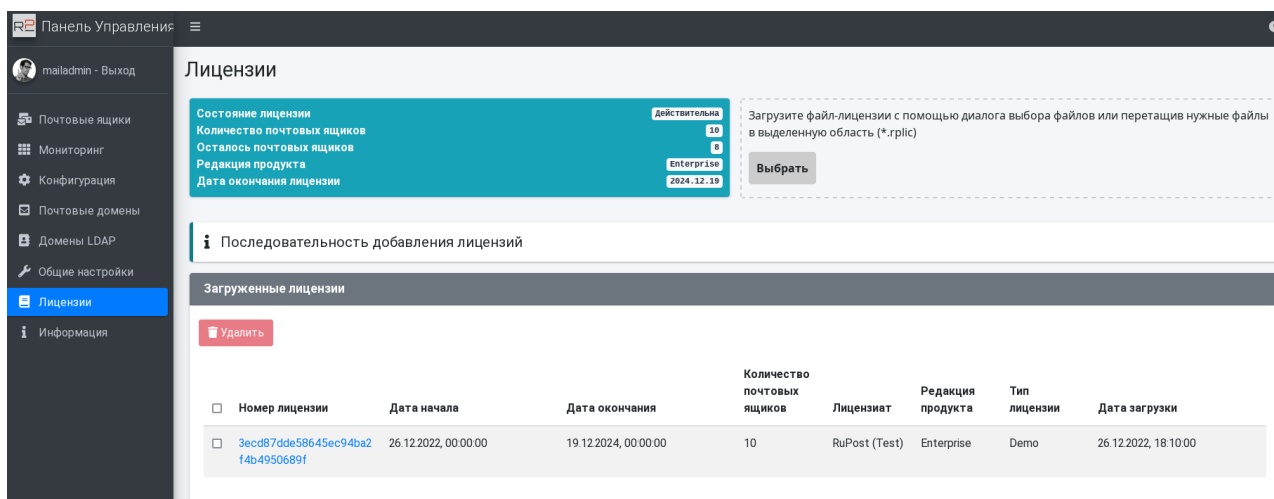 R2 Панель Управления
mailadmin - Выход
Почтовые ящики
Мониторинг
Конфигурация
Почтовые домены
Домены LDAP
Общие настройки
Лицензии
Информация
Лицензии
Состояние лицензии Действительна
Количество почтовых ящиков 10
Осталось почтовых ящиков 8
Редакция продукта Enterprise
Дата окончания лицензии 2024.12.19
Загрузите файл-лицензии с помощью диалога выбора файлов или перетащив нужные файлы
в выделенную область (*.rplic)
Выбрать
Последовательность добавления лицензий
Загруженные лицензии
Удалить
Номер лицензии Дата начала Дата окончания Количество почтовых ящиков Лицензиат Редакция продукта Тип лицензии Дата загрузки
3ecd87dde58645ec94ba2 26.12.2022, 00:00:00 19.12.2024, 00:00:00 10 RuPost (Test) Enterprise Demo 26.12.2022, 18:10:00
f4b4950689f